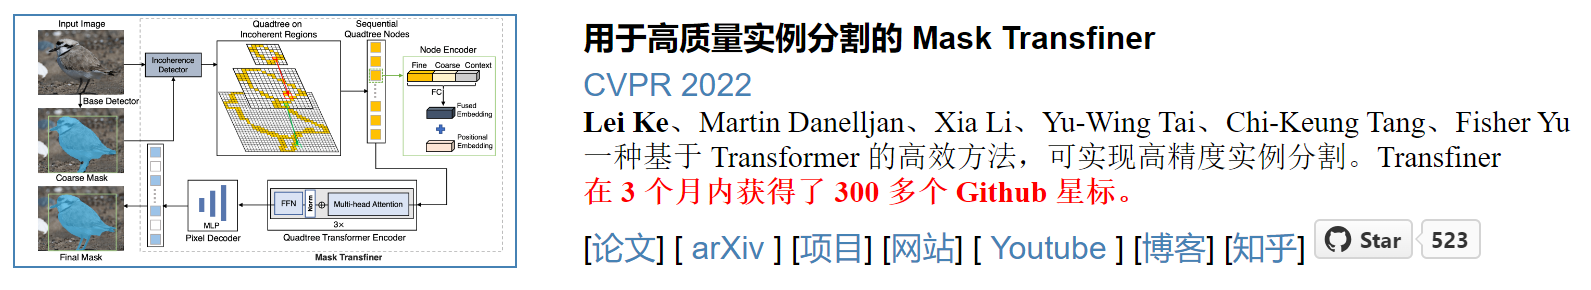 Input Image
Base Detector
Coarse Mask
Final Mask
Incoherence
Detector
Quadtree on
Incoherent Regions
Sequential
Quadtree Nodes
Node Encoder
Fine Coarse Context
FC
Fused
Embedding
Positional
Embedding
MLP
Pixel Decoder
FFN
Norm
Multi-head Attention
3×
Quadtree Transformer Encoder
Mask Transfiner
用于高质量实例分割的 Mask Transfiner
CVPR 2022
Lei Ke、Martin Danelljan、Xia Li、Yu-Wing Tai、Chi-Keung Tang、Fisher Yu
一种基于 Transformer 的高效方法，可实现高精度实例分割。Transfiner
在 3 个月内获得了 300 多个 Github 星标。
[论文] [ arXiv ] [项目] [网站] [ Youtube ] [博客] [知乎] Star 523